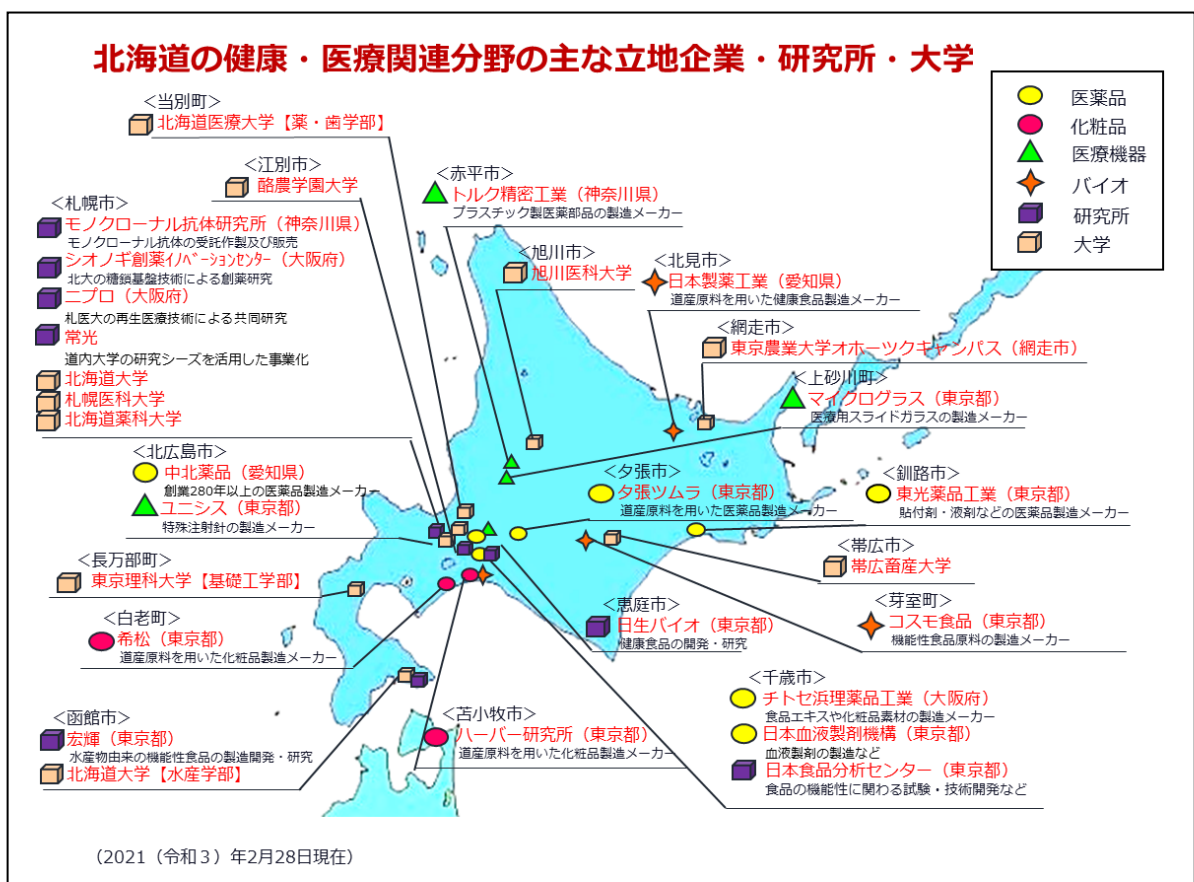 北海道の健康・医療関連分野の主な立地企業・研究所・大学
医薬品
化粧品
医療機器
バイオ
研究所
大学
＜当別町＞
北海道医療大学【薬・歯学部】
＜江別市＞
酪農学園大学
＜札幌市＞
モノクローナル抗体研究所（神奈川県）
モノクローナル抗体の受託作製及び販売
シオノギ創薬ｲﾉﾍﾞｰｼｮﾝｾﾝﾀｰ（大阪府）
北大の糖鎖基盤技術による創薬研究
ニプロ（大阪府）
札医大の再生医療技術による共同研究
常光
道内大学の研究シーズを活用した事業化
北海道大学
札幌医科大学
北海道薬科大学
＜赤平市＞
トルク精密工業（神奈川県）
プラスチック製医薬部品の製造メーカー
＜旭川市＞
旭川医科大学
＜北見市＞
日本製薬工業（愛知県）
道産原料を用いた健康食品製造メーカー
＜網走市＞
東京農業大学オホーツクキャンパス（網走市）
＜上砂川町＞
マイクログラス（東京都）
医療用スライドガラスの製造メーカー
＜北広島市＞
中北薬品（愛知県）
創業280年以上の医薬品製造メーカー
ユニシス（東京都）
特殊注射針の製造メーカー
＜夕張市＞
夕張ツムラ（東京都）
道産原料を用いた医薬品製造メーカー
＜釧路市＞
東光薬品工業（東京都）
貼付剤・液剤などの医薬品製造メーカー
＜長万部町＞
東京理科大学【基礎工学部】
＜帯広市＞
帯広畜産大学
＜白老町＞
希松（東京都）
道産原料を用いた化粧品製造メーカー
＜恵庭市＞
日生バイオ（東京都）
健康食品の開発・研究
＜芽室町＞
コスモ食品（東京都）
機能性食品原料の製造メーカー
＜千歳市＞
チトセ浜理薬品工業（大阪府）
食品エキスや化粧品素材の製造メーカー
日本血液製剤機構（東京都）
血液製剤の製造など
日本食品分析センター（東京都）
食品の機能性に関わる試験・技術開発など
＜函館市＞
宏輝（東京都）
水産物由来の機能性食品の製造開発・研究
北海道大学【水産学部】
＜苫小牧市＞
ハーバー研究所（東京都）
道産原料を用いた化粧品製造メーカー
（2021（令和３）年2月28日現在）